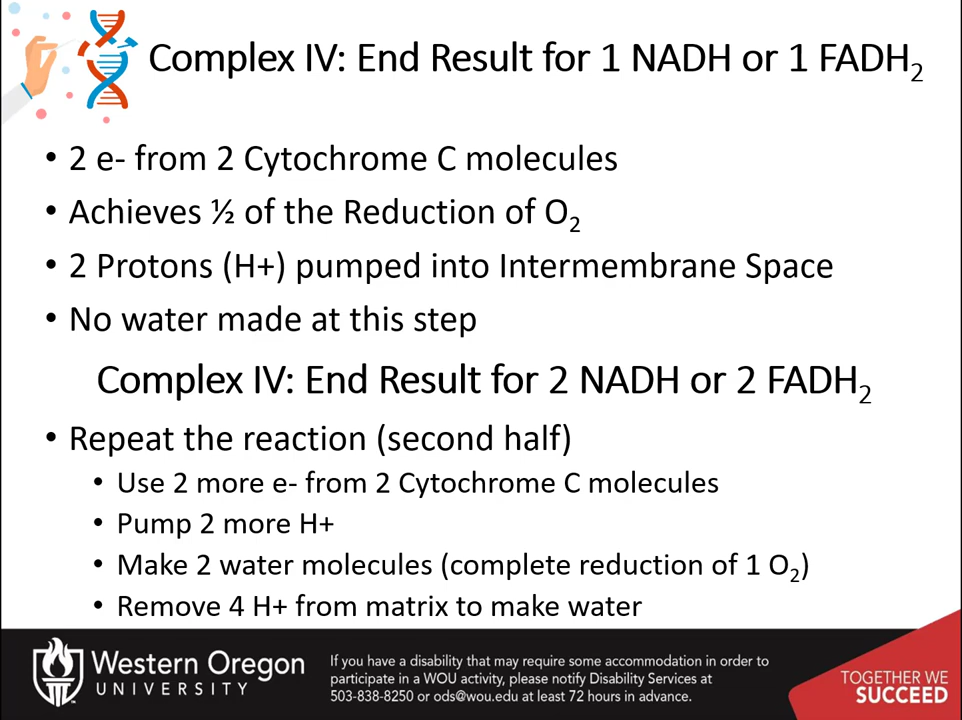 Complex IV: End Result for 1 NADH or 1 FADH₂
• 2 e- from 2 Cytochrome C molecules
• Achieves ½ of the Reduction of O₂
• 2 Protons (H+) pumped into Intermembrane Space
• No water made at this step
Complex IV: End Result for 2 NADH or 2 FADH₂
• Repeat the reaction (second half)
• Use 2 more e- from 2 Cytochrome C molecules
• Pump 2 more H+
• Make 2 water molecules (complete reduction of 1 O₂)
• Remove 4 H+ from matrix to make water
Western Oregon
UNIVERSITY
If you have a disability that may require some accommodation in order to
participate in a WOU activity, please notify Disability Services at
503-838-8250 or ods@wou.edu at least 72 hours in advance.
TOGETHER WE
SUCCEED